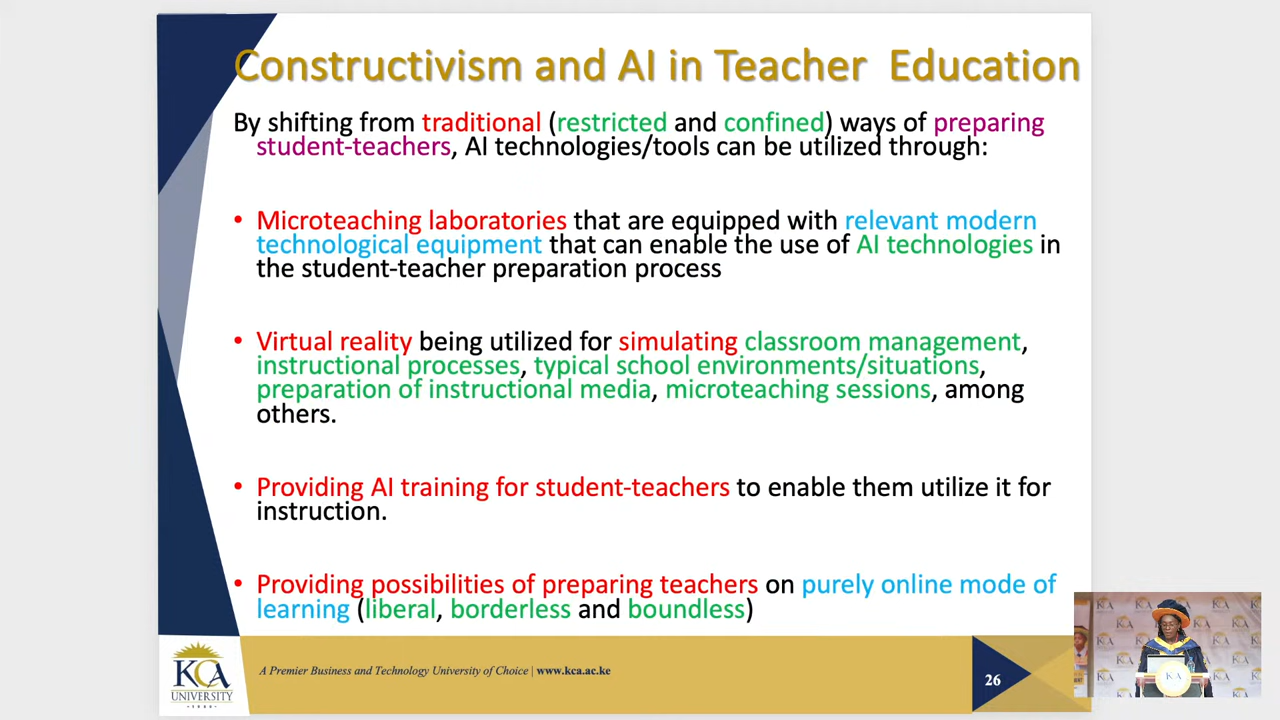 Constructivism and AI in Teacher Education
By shifting from traditional (restricted and confined) ways of preparing
student-teachers, AI technologies/tools can be utilized through:
• Microteaching laboratories that are equipped with relevant modern
technological equipment that can enable the use of AI technologies in
the student-teacher preparation process
• Virtual reality being utilized for simulating classroom management,
instructional processes, typical school environments/situations,
preparation of instructional media, microteaching sessions, among
others.
• Providing AI training for student-teachers to enable them utilize it for
instruction.
• Providing possibilities of preparing teachers on purely online mode of
learning (liberal, borderless and boundless)
KCA
UNIVERSITY
A Premier Business and Technology University of Choice | www.kca.ac.ke
26